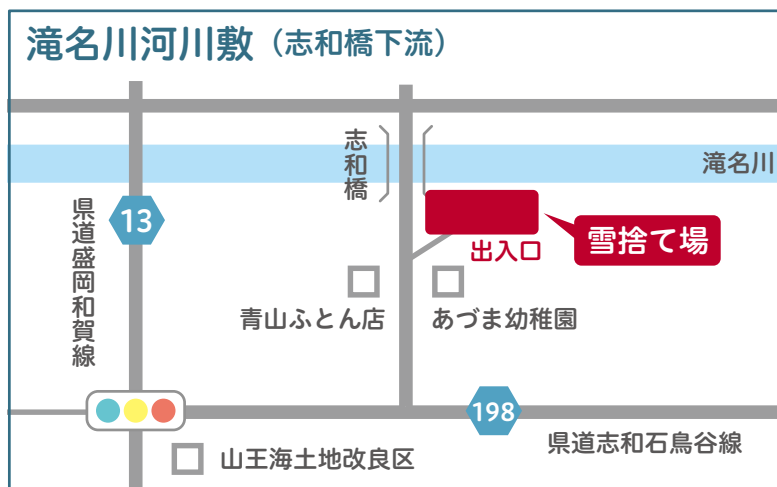 滝名川河川敷（志和橋下流）
志和橋
滝名川
県道盛岡和賀線
13
雪捨て場
出入口
青山ふとん店
あづま幼稚園
198
県道志和石鳥谷線
山王海土地改良区